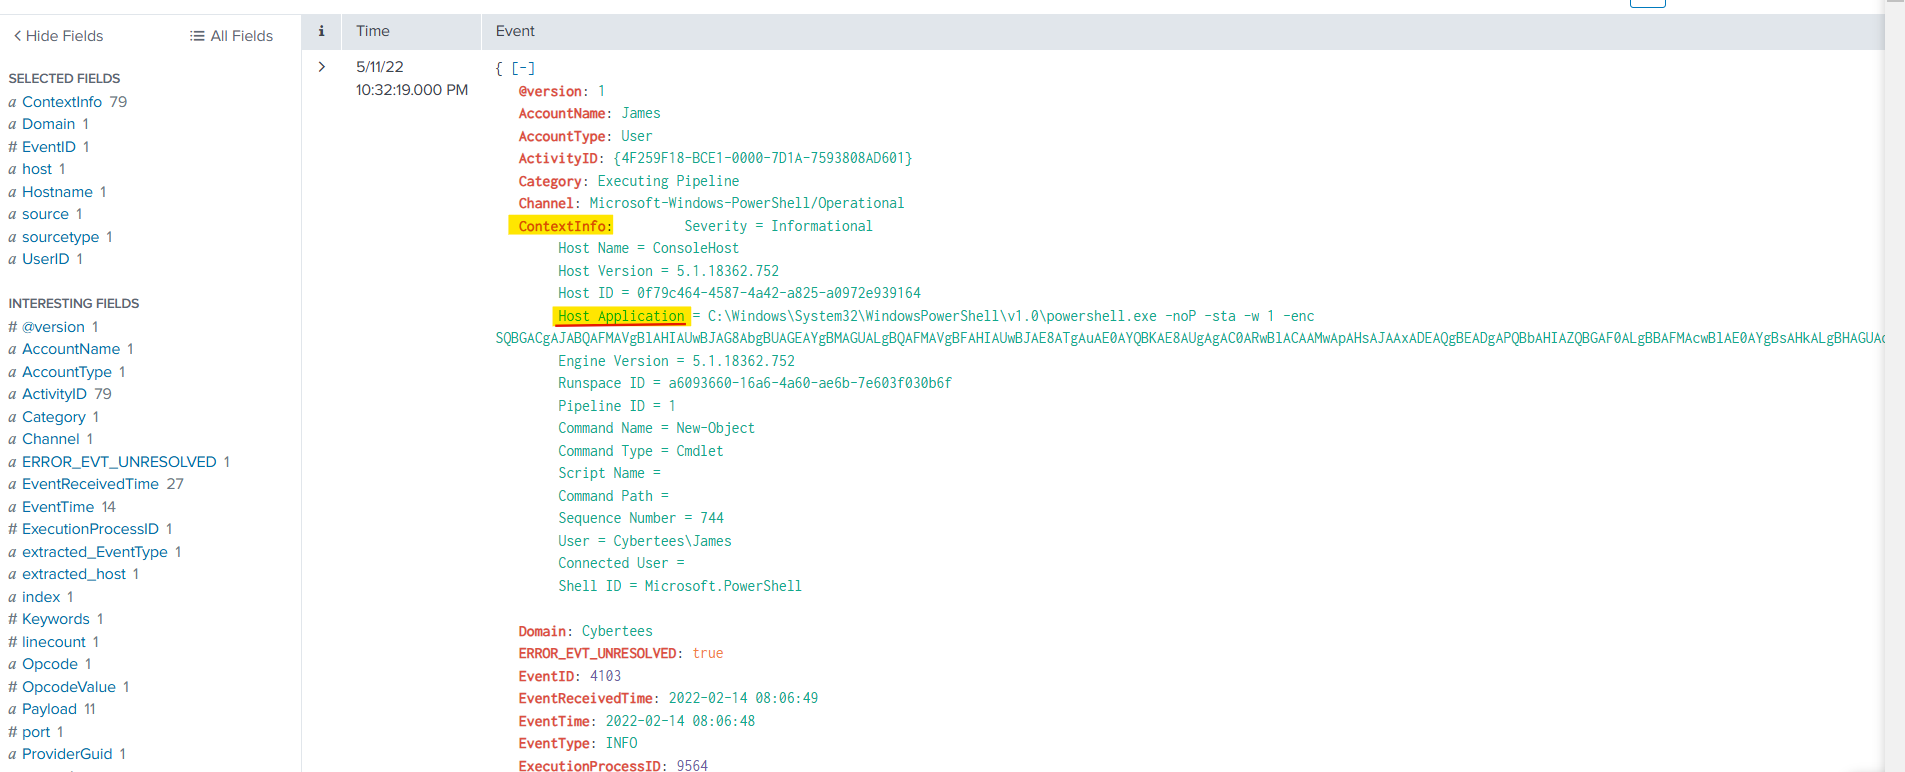 Hide Fields
All Fields
SELECTED FIELDS
a ContextInfo 79
a Domain 1
# EventID 1
a host 1
a Hostname 1
a source 1
a sourcetype 1
a UserID 1
INTERESTING FIELDS
# @version 1
a AccountName 1
a AccountType 1
a ActivityID 79
a Category 1
a Channel 1
a ERROR_EVT_UNRESOLVED 1
a EventReceivedTime 27
a EventTime 14
# ExecutionProcessID 1
a extracted_EventType 1
a extracted_host 1
a index 1
# Keywords 1
# linecount 1
a Opcode 1
# OpcodeValue 1
a Payload 11
# port 1
a ProviderGuid 1
i Time Event
5/11/22
10:32:19.000 PM
{ [-]
@version: 1
AccountName: James
AccountType: User
ActivityID: {4F259F18-BCE1-0000-7D1A-7593808AD601}
Category: Executing Pipeline
Channel: Microsoft-Windows-PowerShell/Operational
ContextInfo: Severity = Informational
Host Name = ConsoleHost
Host Version = 5.1.18362.752
Host ID = 0f79c464-4587-4a42-a825-a0972e939164
Host Application = C:\Windows\System32\WindowsPowerShell\v1.0\powershell.exe -noP -sta -w 1 -enc
Engine Version = 5.1.18362.752
Runspace ID = a6093660-16a6-4a60-ae6b-7e603f030b6f
Pipeline ID = 1
Command Name = New-Object
Command Type = Cmdlet
Script Name =
Command Path =
Sequence Number = 744
User = Cybertees\James
Connected User =
Shell ID = Microsoft.PowerShell
Domain: Cybertees
ERROR_EVT_UNRESOLVED: true
EventID: 4103
EventReceivedTime: 2022-02-14 08:06:49
EventTime: 2022-02-14 08:06:48
EventType: INFO
ExecutionProcessID: 9564